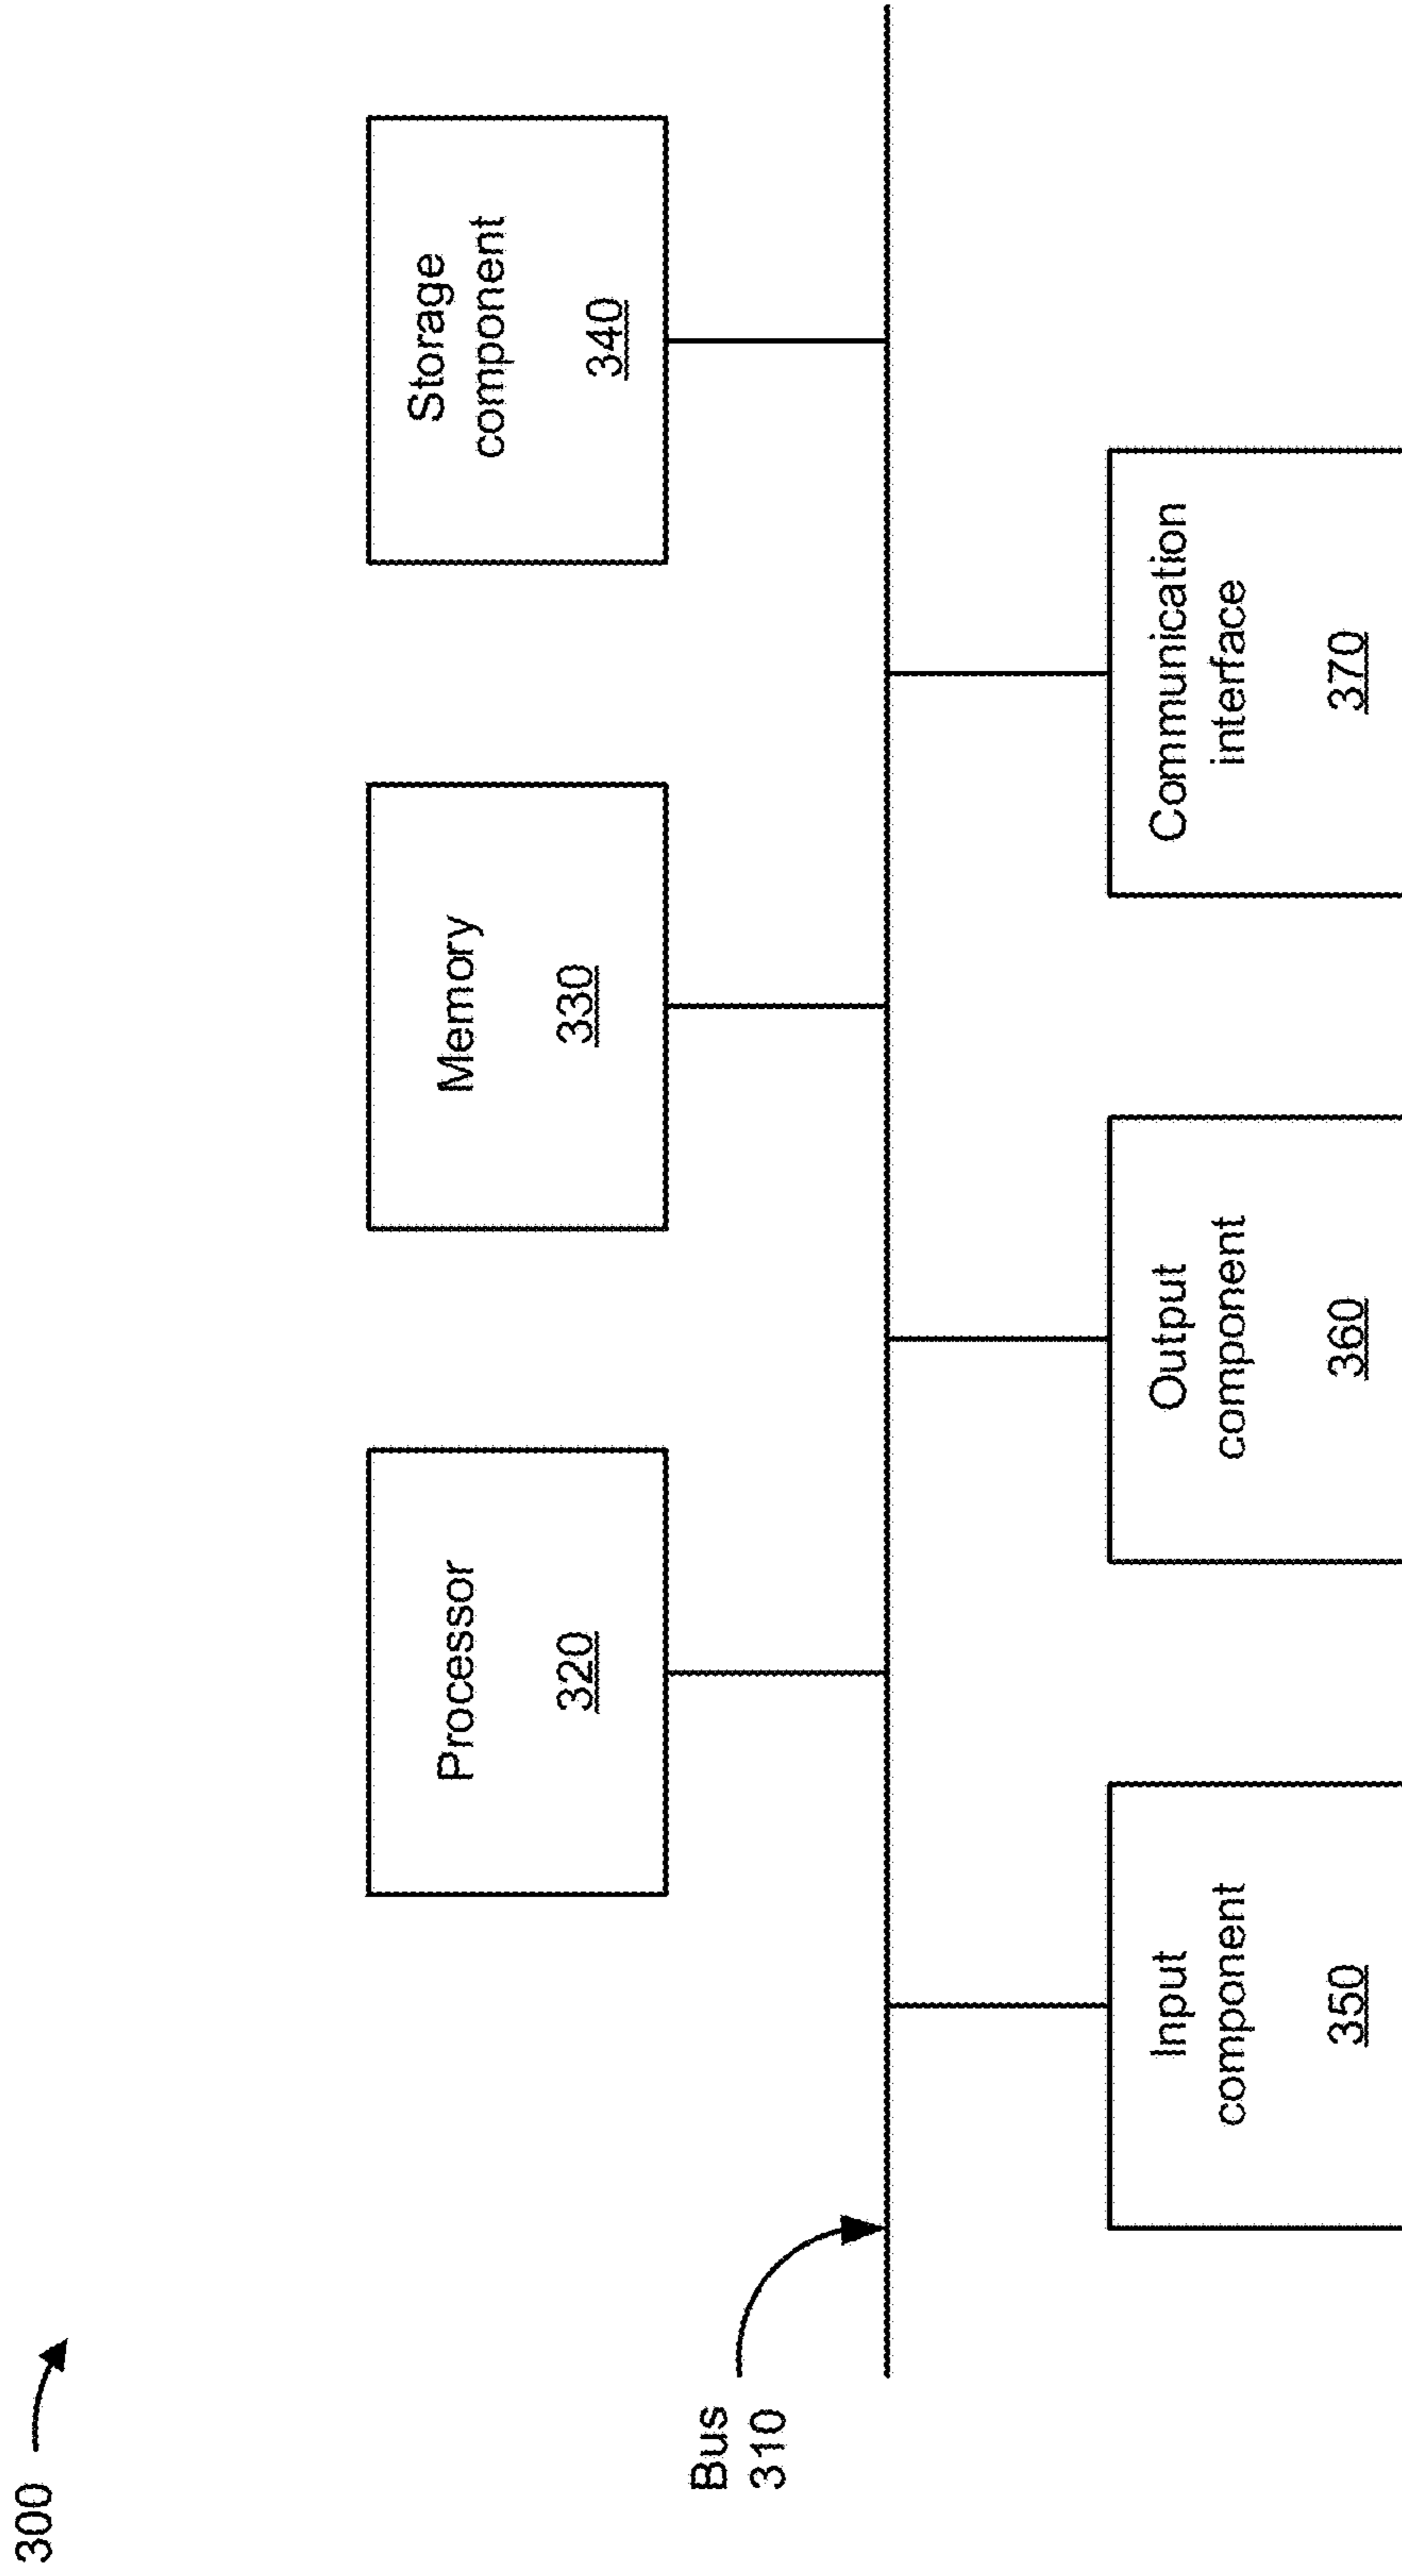 300
Bus
310
Processor
320
Memory
330
Storage
component
340
Input
component
350
Output
component
360
Communication
interface
370